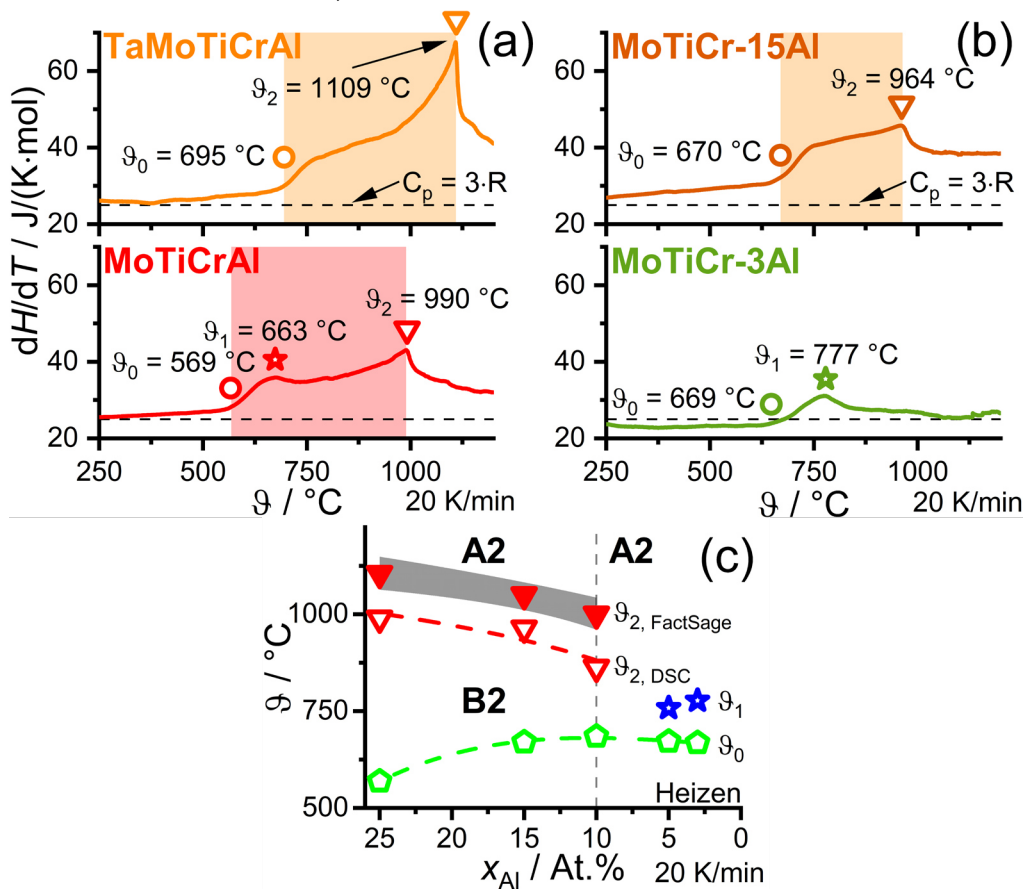 TaMoTiCrAl
(a)
60
40
20
ϑ2 = 1109 °C
ϑ0 = 695 °C
Cp = 3·R
MoTiCr-15Al
(b)
60
40
20
ϑ2 = 964 °C
ϑ0 = 670 °C
Cp = 3·R
dH/dT / J/(K·mol)
MoTiCrAl
60
40
20
ϑ2 = 990 °C
ϑ1 = 663 °C
ϑ0 = 569 °C
250 500 750 1000
ϑ / °C
20 K/min
MoTiCr-3Al
60
40
20
ϑ1 = 777 °C
ϑ0 = 669 °C
250 500 750 1000
ϑ / °C
20 K/min
(c)
A2
A2
1000
750
500
ϑ / °C
ϑ2, FactSage
ϑ2, DSC
B2
ϑ1
ϑ0
Heizen
25 20 15 10 5 0
xAl / At.%
20 K/min